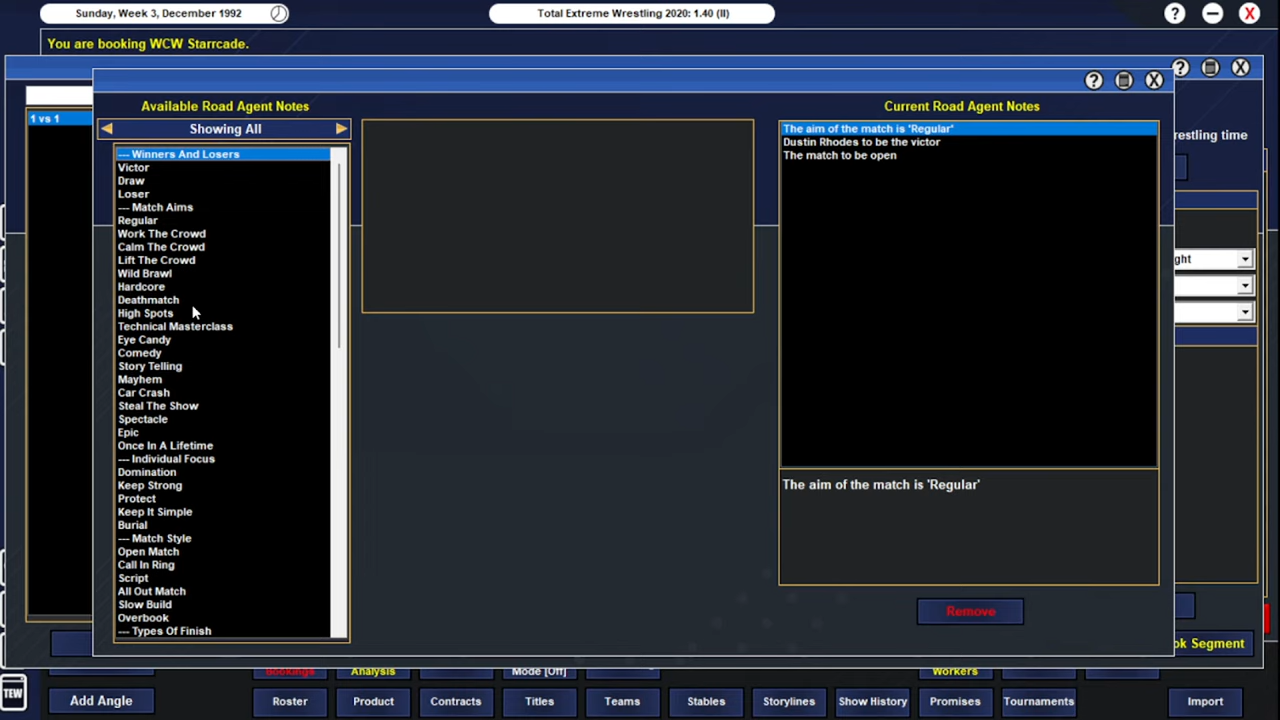 Sunday, Week 3, December 1992
Total Extreme Wrestling 2020: 1.40 (II)
?
X
You are booking WCW Starrcade.
? X
? X
Available Road Agent Notes
Current Road Agent Notes
Showing All
1 vs 1
restling time
--- Winners And Losers
Victor
Draw
Loser
--- Match Aims
Regular
Work The Crowd
Calm The Crowd
Lift The Crowd
Wild Brawl
Hardcore
Deathmatch
High Spots
Technical Masterclass
Eye Candy
Comedy
Story Telling
Mayhem
Car Crash
Steal The Show
Spectacle
Epic
Once In A Lifetime
--- Individual Focus
Domination
Keep Strong
Protect
Keep It Simple
Burial
--- Match Style
Open Match
Call In Ring
Script
All Out Match
Slow Build
Overbook
--- Types Of Finish
The aim of the match is 'Regular'
Dustin Rhodes to be the victor
The match to be open
ght
The aim of the match is 'Regular'
Remove
ok Segment
Bookings
Analysis
Mode [Off]
Workers
TEW
Add Angle
Roster
Product
Contracts
Titles
Teams
Stables
Storylines
Show History
Promises
Tournaments
Import